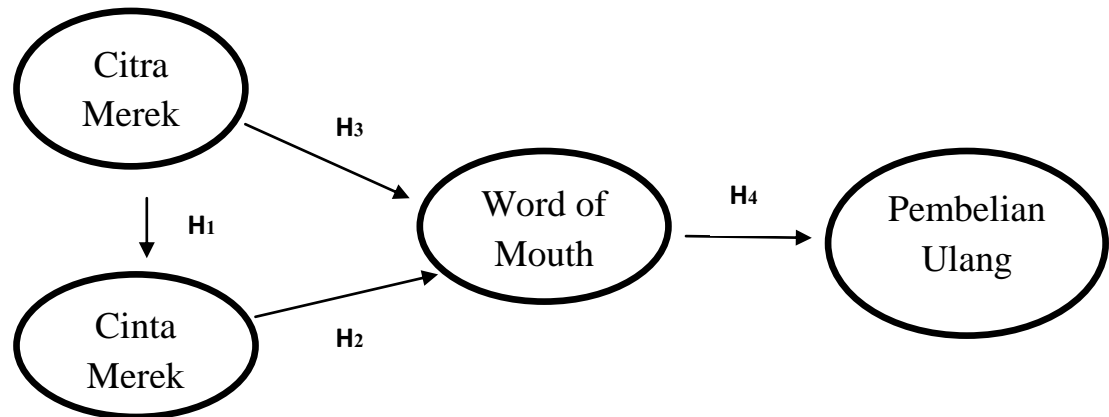 Citra
Merek
H3
Word of
Mouth
H4
Pembelian
Ulang
H1
Cinta
Merek
H2